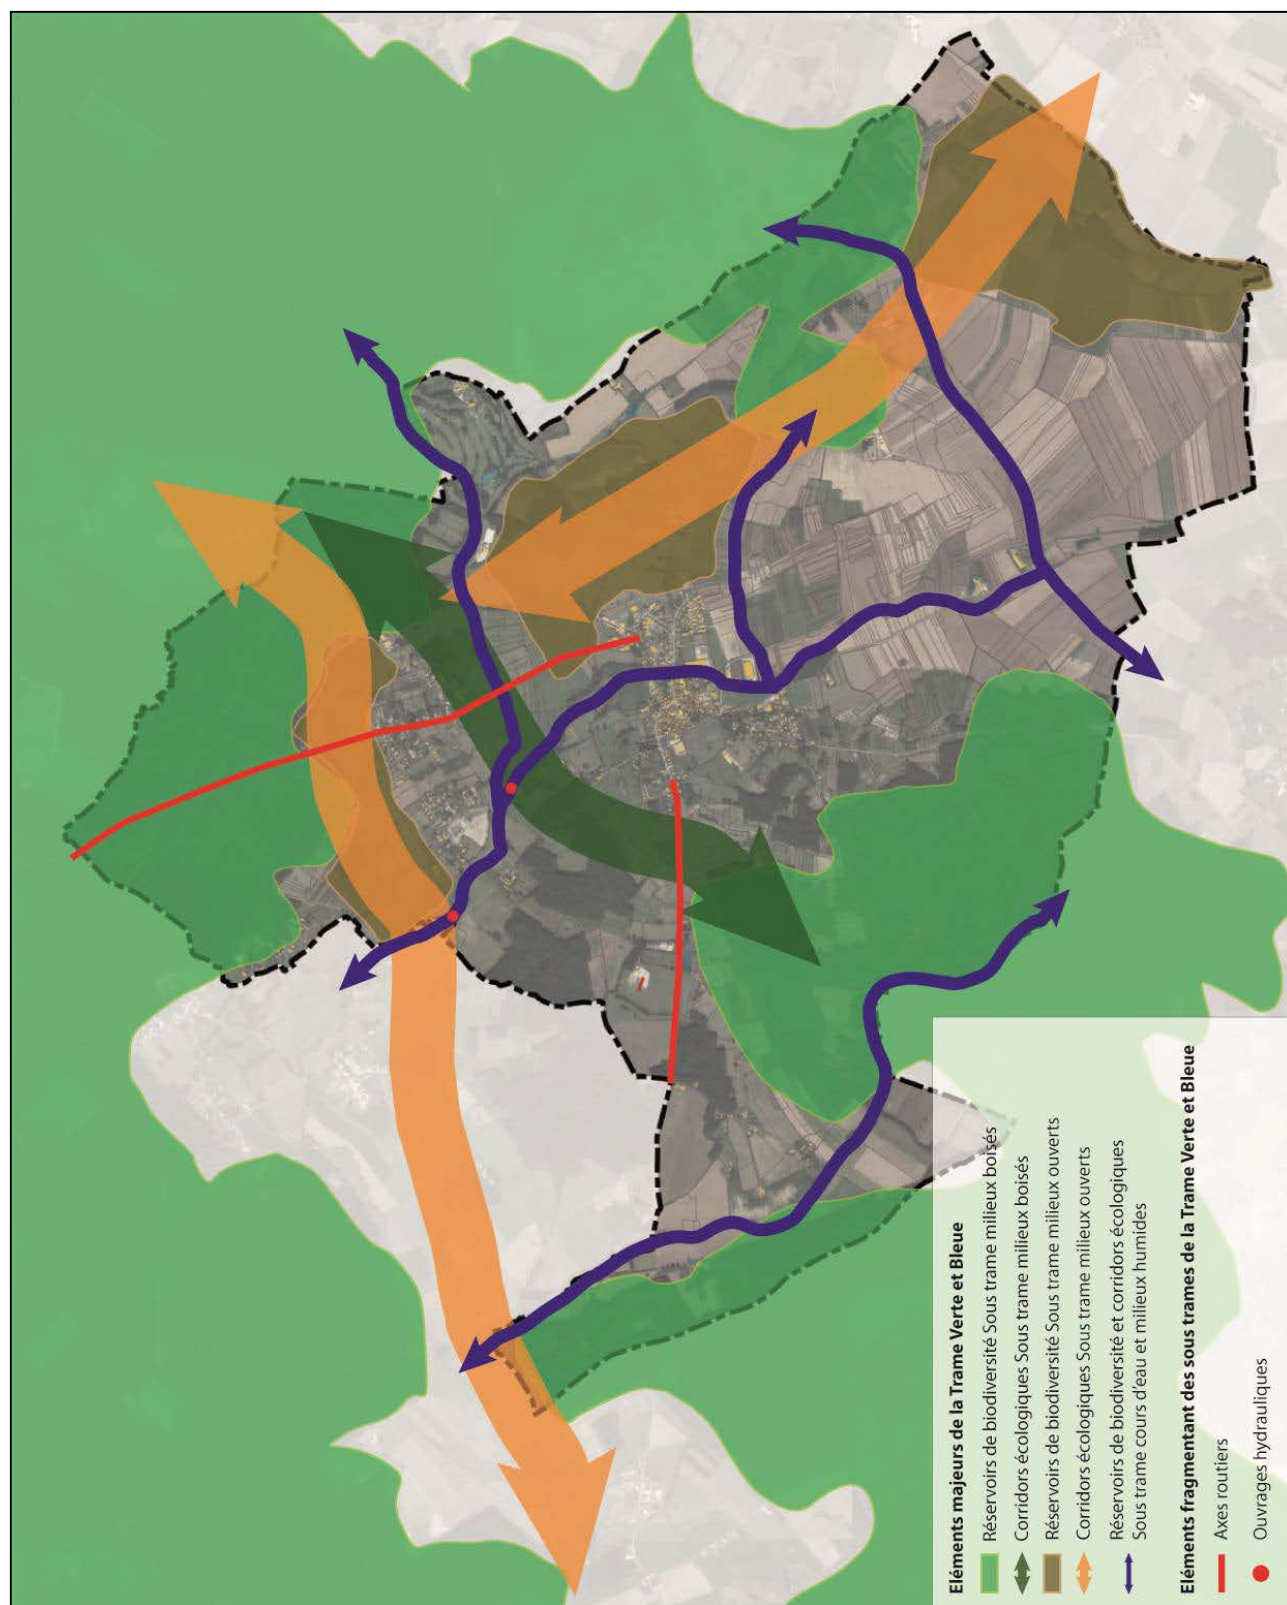 Eléments majeurs de la Trame Verte et Bleue
Réservoirs de biodiversité Sous trame milieux boisés
Corridors écologiques Sous trame milieux boisés
Réservoirs de biodiversité Sous trame milieux ouverts
Corridors écologiques Sous trame milieux ouverts
Réservoirs de biodiversité et corridors écologiques
Sous trame cours d'eau et milieux humides
Eléments fragmentant des sous trames de la Trame Verte et Bleue
Axes routiers
Ouvrages hydrauliques